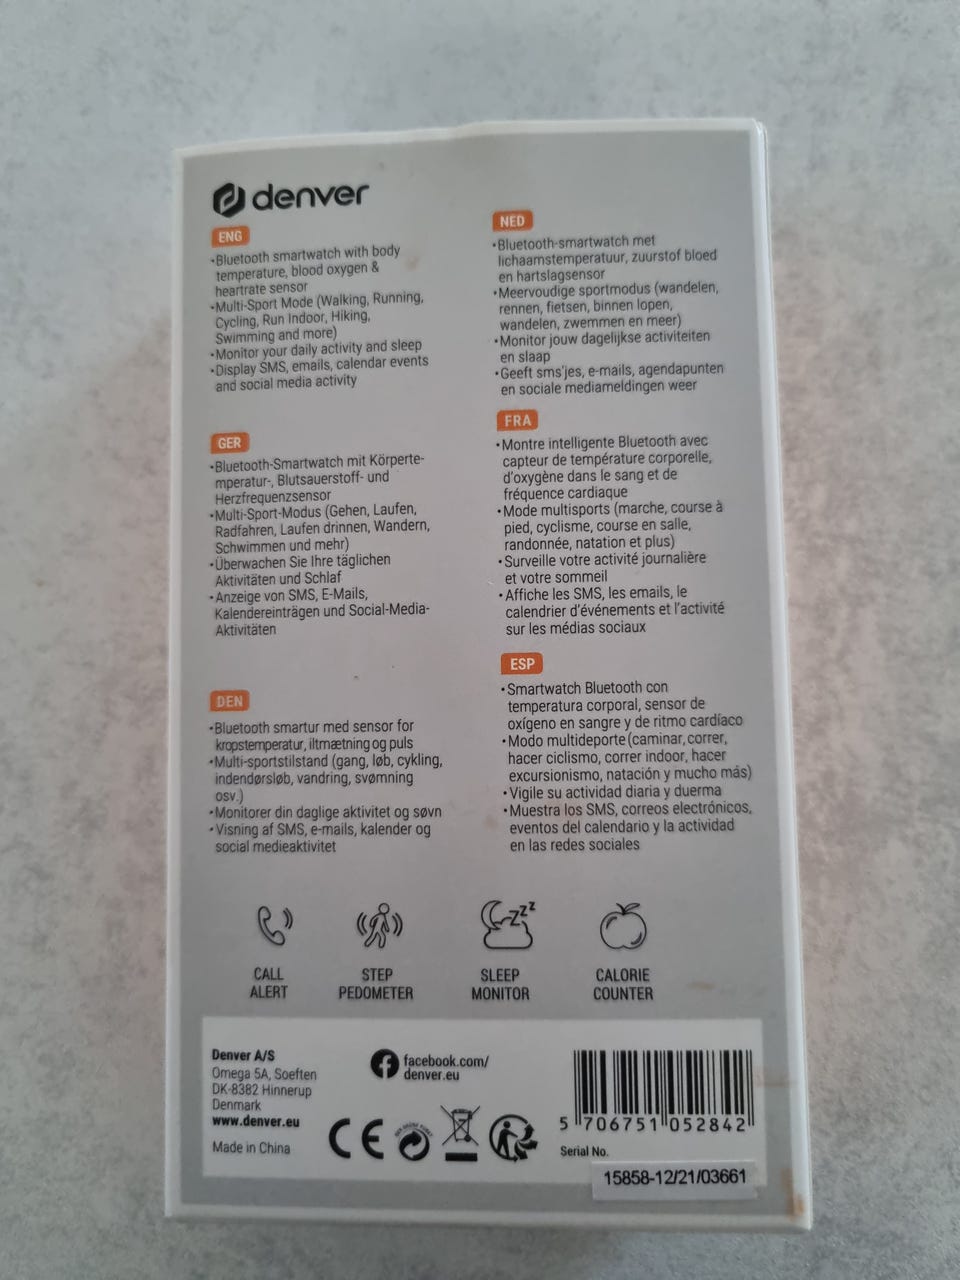 denver
ENG
•Bluetooth smartwatch with body
temperature, blood oxygen &
heartrate sensor
•Multi-Sport Mode (Walking, Running,
Cycling, Run Indoor, Hiking,
Swimming and more)
•Monitor your daily activity and sleep
•Display SMS, emails, calendar events
and social media activity
GER
•Bluetooth-Smartwatch mit Körperte-
mperatur-, Blutsauerstoff- und
Herzfrequenzsensor
•Multi-Sport-Modus (Gehen, Laufen,
Radfahren, Laufen drinnen, Wandern,
Schwimmen und mehr)
•Überwachen Sie Ihre täglichen
Aktivitäten und Schlaf
•Anzeige von SMS, E-Mails,
Kalendereinträgen und Social-Media-
Aktivitäten
DEN
•Bluetooth smartur med sensor for
kropstemperatur, iltmætning og puls
•Multi-sportstilstand (gang, løb, cykling,
indendørsløb, vandring, svømning
osv.)
•Monitorer din daglige aktivitet og søvn
•Visning af SMS, e-mails, kalender og
social medieaktivitet
NED
•Bluetooth-smartwatch met
lichaamstemperatuur, zuurstof bloed
en hartslagsensor
•Meervoudige sportmodus (wandelen,
rennen, fietsen, binnen lopen,
wandelen, zwemmen en meer)
•Monitor jouw dagelijkse activiteiten
en slaap
•Geeft sms'jes, e-mails, agendapunten
en sociale mediameldingen weer
FRA
•Montre intelligente Bluetooth avec
capteur de température corporelle,
d'oxygène dans le sang et de
fréquence cardiaque
•Mode multisports (marche, course à
pied, cyclisme, course en salle,
randonnée, natation et plus)
•Surveille votre activité journalière
et votre sommeil
•Affiche les SMS, les emails, le
calendrier d'événements et l'activité
sur les médias sociaux
ESP
•Smartwatch Bluetooth con
temperatura corporal, sensor de
oxígeno en sangre y de ritmo cardíaco
•Modo multideporte (caminar, correr,
hacer ciclismo, correr indoor, hacer
excursionismo, natación y mucho más)
•Vigile su actividad diaria y duerma
•Muestra los SMS, correos electrónicos,
eventos del calendario y la actividad
en las redes sociales
CALL
ALERT
STEP
PEDOMETER
SLEEP
MONITOR
CALORIE
COUNTER
Denver A/S
Omega 5A, Soeften
DK-8382 Hinnerup
Denmark
www.denver.eu
Made in China
facebook.com/
denver.eu
CE
5 706751 052842
Serial No.
15858-12/21/03661